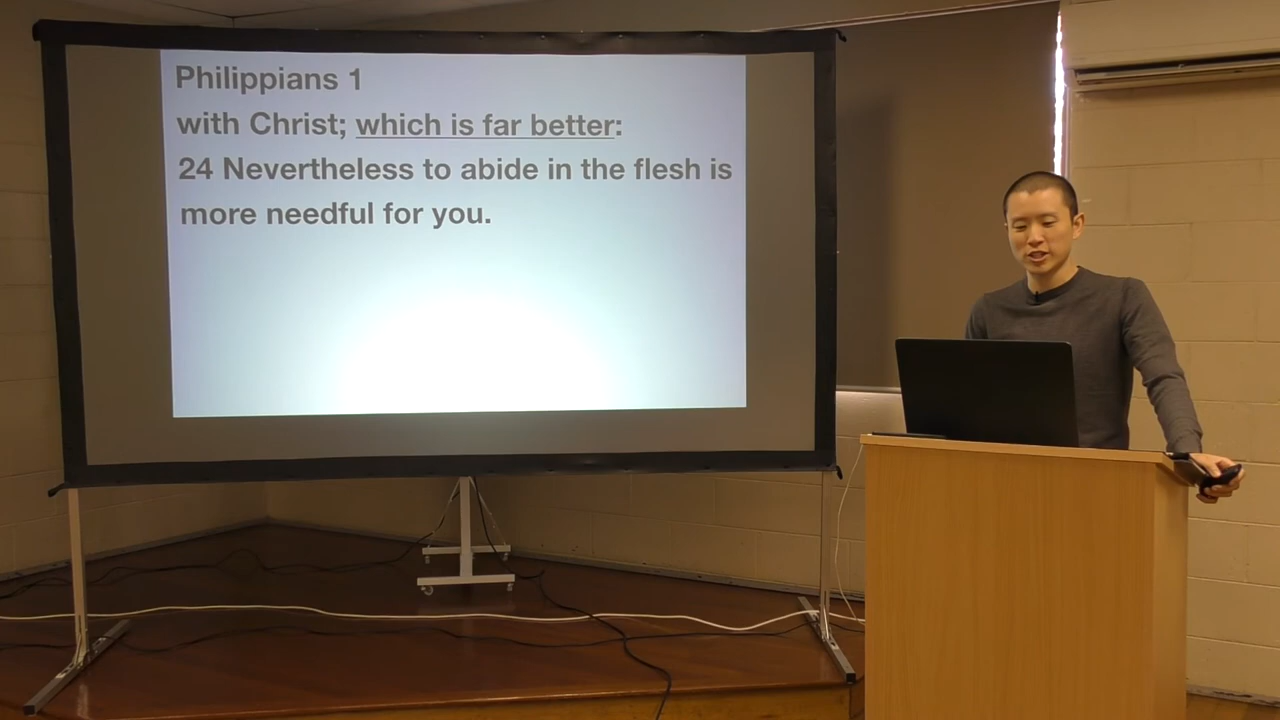 Philippians 1
with Christ; which is far better:
24 Nevertheless to abide in the flesh is
more needful for you.